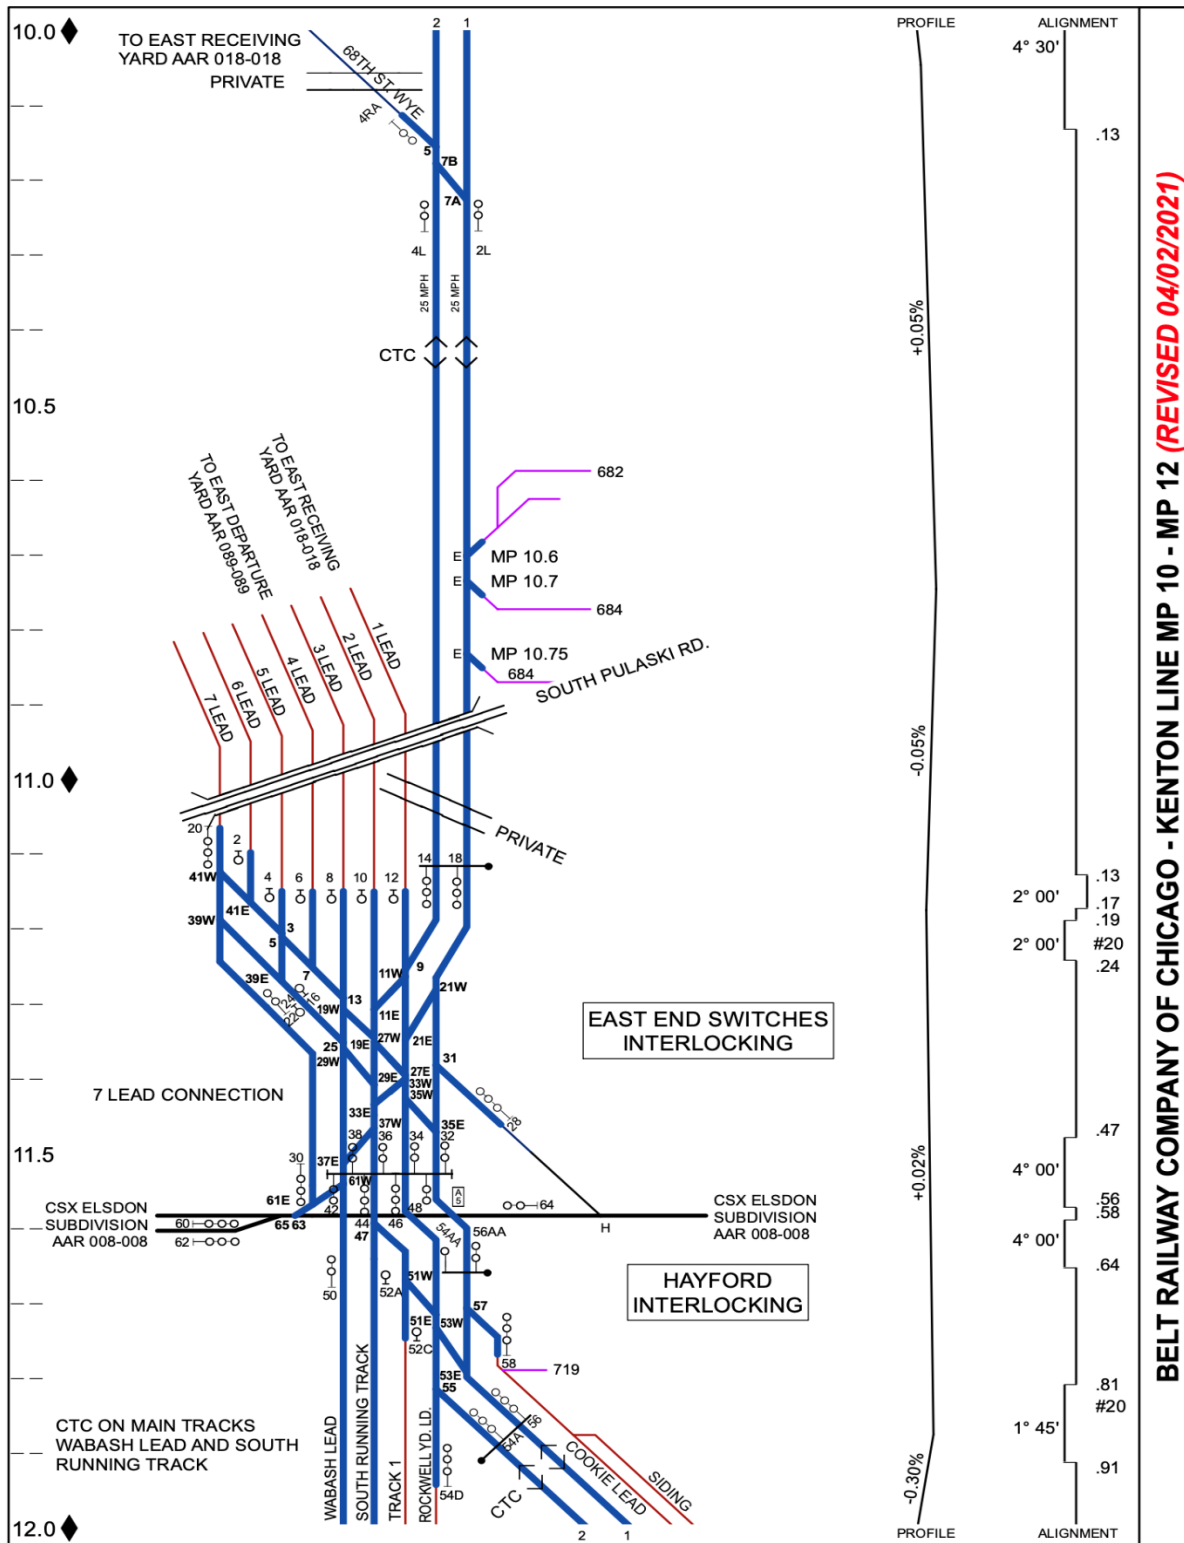 10.0
TO EAST RECEIVING
YARD AAR 018-018
PRIVATE
68TH ST. WYE
4RA
2
1
PROFILE
ALIGNMENT
4° 30'
.13
5
7B
7A
4L
2L
25 MPH
25 MPH
CTC
+0.05%
10.5
TO EAST RECEIVING
YARD AAR 018-018
TO EAST DEPARTURE
YARD AAR 089-089
682
E
MP 10.6
E
MP 10.7
684
E
MP 10.75
684
SOUTH PULASKI RD.
7 LEAD
6 LEAD
5 LEAD
4 LEAD
3 LEAD
2 LEAD
1 LEAD
-0.05%
11.0
PRIVATE
20
2
4
6
8
10
12
14
18
41W
41E
39W
3
5
7
39E
24
22
16
13
19W
11W
9
11E
21W
21E
25
29W
19E
27W
29E
27E
33W
35W
31
28
.13
2° 00'
.17
.19
2° 00'
#20
.24
EAST END SWITCHES
INTERLOCKING
7 LEAD CONNECTION
33E
37W
35E
38
36
34
32
37E
30
61W
61E
42
44
46
48
A
5
64
65
63
47
H
.47
11.5
4° 00'
+0.02%
.56
.58
CSX ELSDON
SUBDIVISION
AAR 008-008
60
62
CSX ELSDON
SUBDIVISION
AAR 008-008
54AA
56AA
4° 00'
.64
50
52A
51W
51E
53W
52C
57
58
HAYFORD
INTERLOCKING
719
53E
55
56
54A
54D
.81
#20
1° 45'
.91
CTC ON MAIN TRACKS
WABASH LEAD AND SOUTH
RUNNING TRACK
WABASH LEAD
SOUTH RUNNING TRACK
TRACK 1
ROCKWELL YD. LD.
CTC
COOKIE LEAD
SIDING
-0.30%
12.0
2
1
PROFILE
ALIGNMENT
BELT RAILWAY COMPANY OF CHICAGO - KENTON LINE MP 10 - MP 12 (REVISED 04/02/2021)